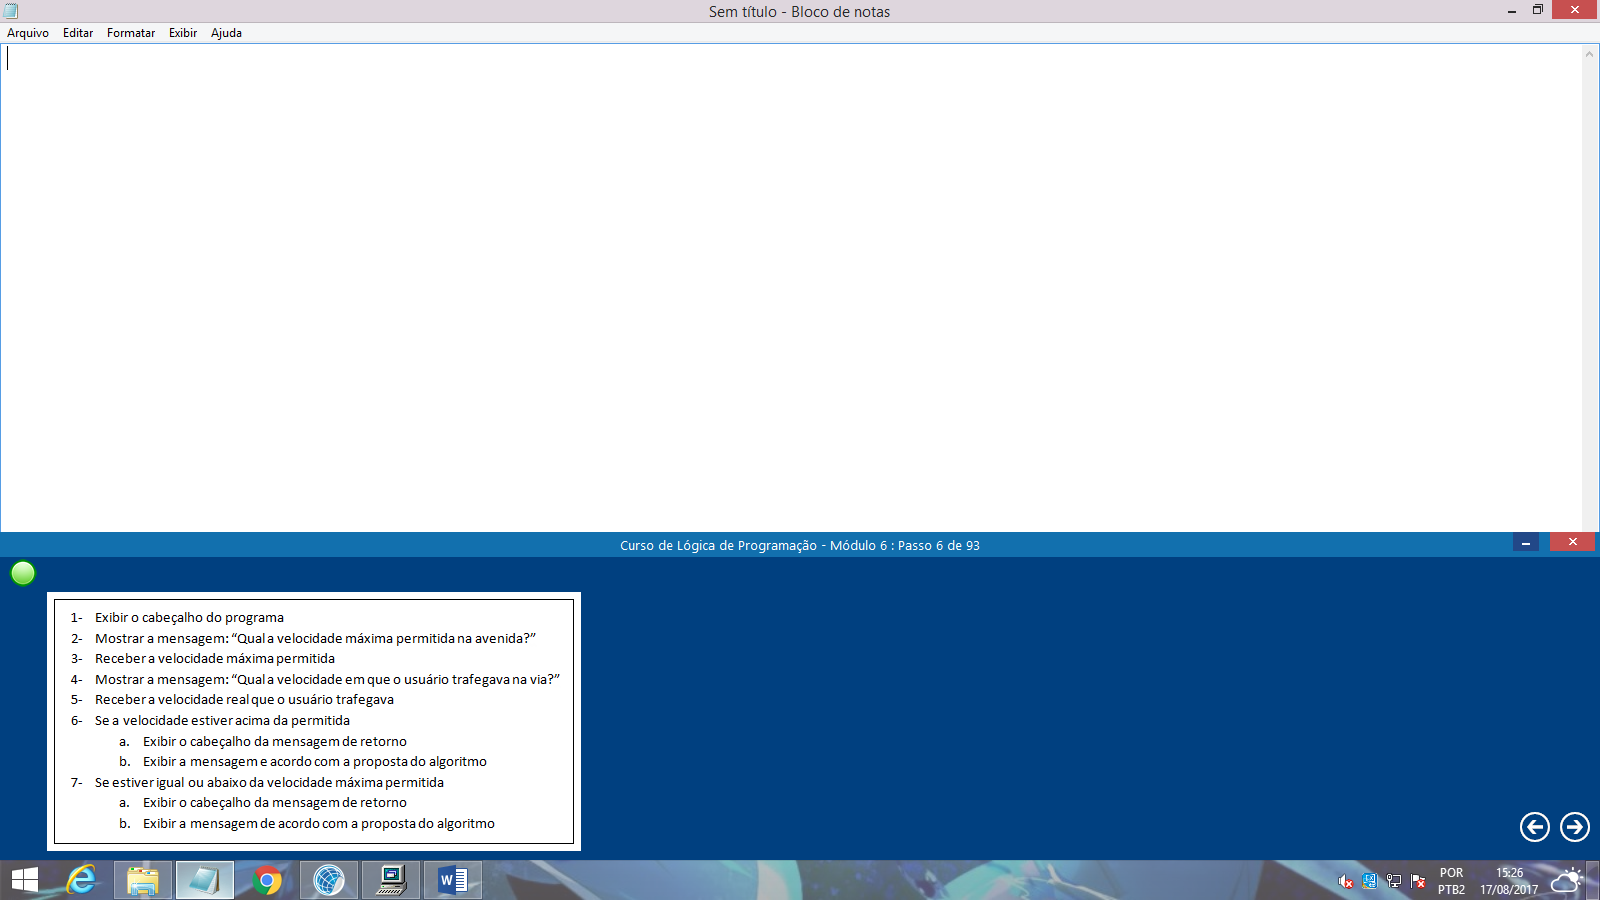 Sem título - Bloco de notas
Arquivo Editar Formatar Exibir Ajuda
Curso de Lógica de Programação - Módulo 6 : Passo 6 de 93
1- Exibir o cabeçalho do programa
2- Mostrar a mensagem: “Qual a velocidade máxima permitida na avenida?”
3- Receber a velocidade máxima permitida
4- Mostrar a mensagem: “Qual a velocidade em que o usuário trafegava na via?”
5- Receber a velocidade real que o usuário trafegava
6- Se a velocidade estiver acima da permitida
a. Exibir o cabeçalho da mensagem de retorno
b. Exibir a mensagem e acordo com a proposta do algoritmo
7- Se estiver igual ou abaixo da velocidade máxima permitida
a. Exibir o cabeçalho da mensagem de retorno
b. Exibir a mensagem de acordo com a proposta do algoritmo
POR 15:26
PTB2 17/08/2017